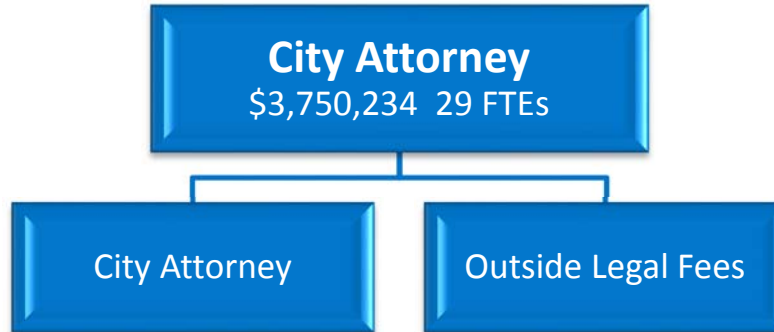 City Attorney
$3,750,234 29 FTEs
City Attorney
Outside Legal Fees